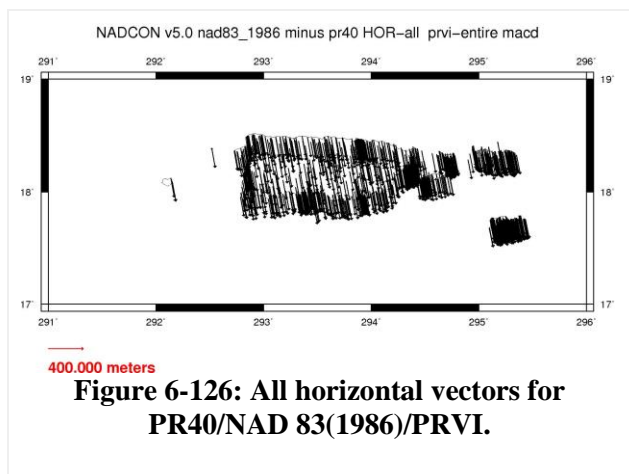 NADCON v5.0 nad83_1986 minus pr40 HOR-all prvi-entire macd
291˚ 292˚ 293˚ 294˚ 295˚ 296˚
19˚ 19˚
18˚ 18˚
17˚ 17˚
291˚ 292˚ 293˚ 294˚ 295˚ 296˚
400.000 meters
Figure 6-126: All horizontal vectors for
PR40/NAD 83(1986)/PRVI.